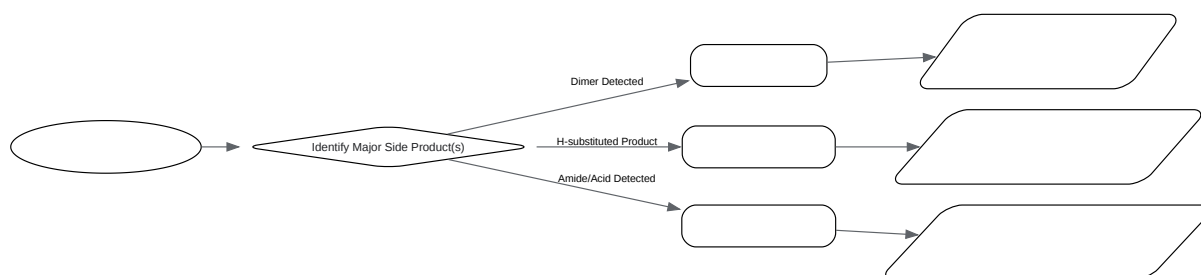 Dimer Detected
Identify Major Side Product(s)
H-substituted Product
Amide/Acid Detected